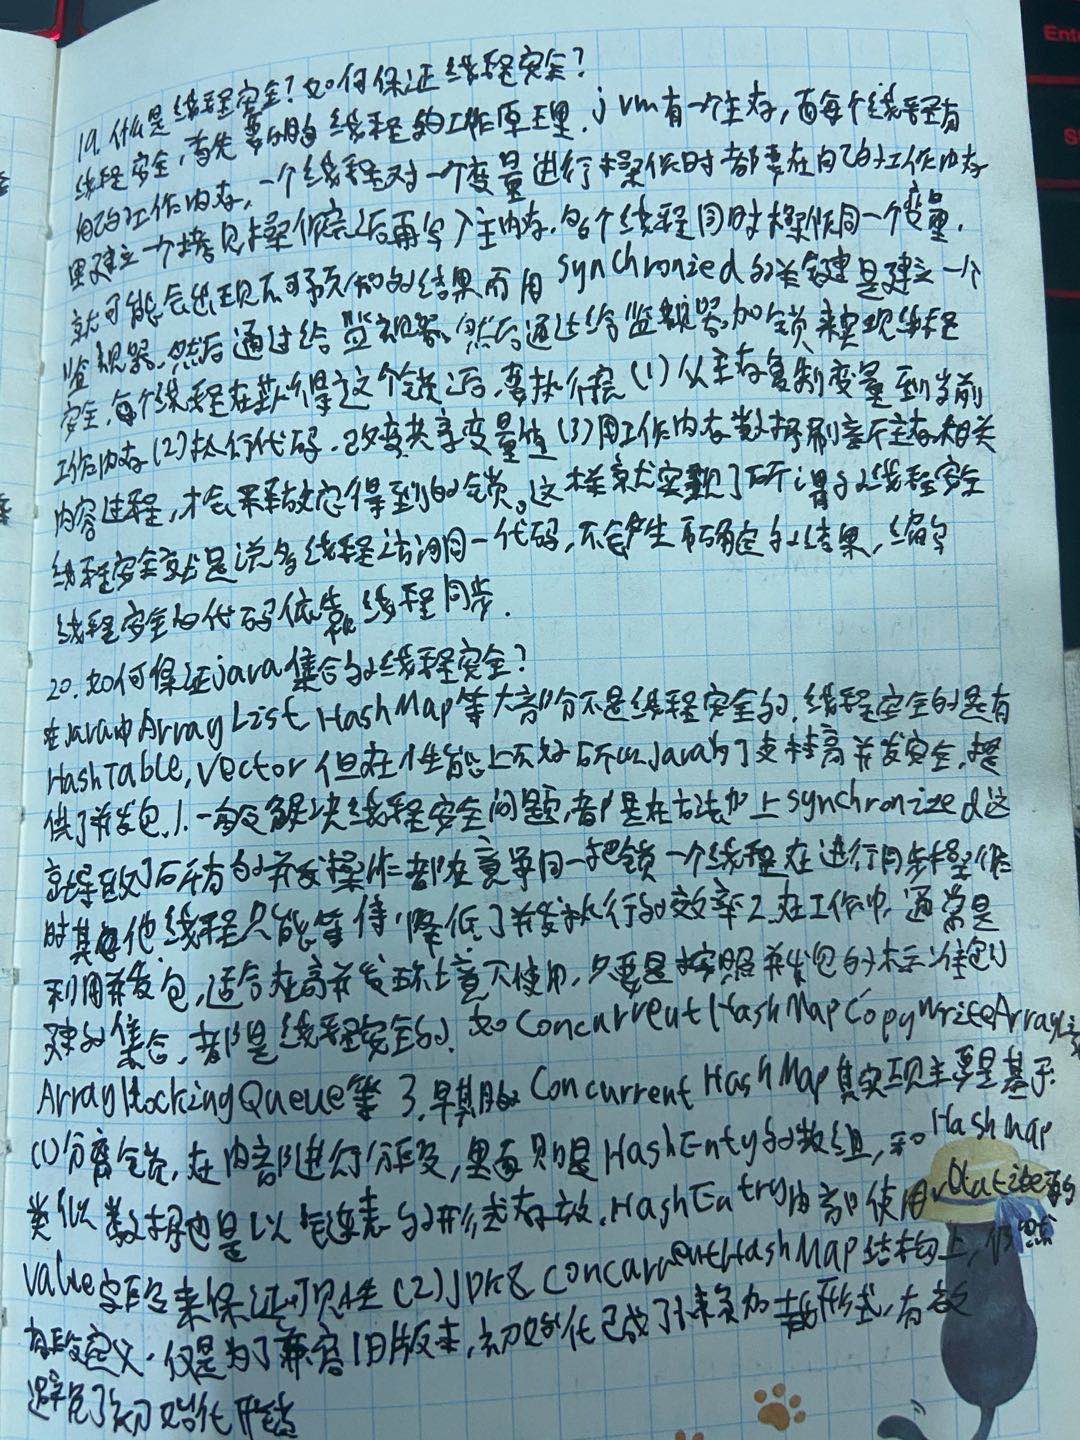 19. 什么是线程安全?如何保证线程安全?
线程安全,首先要明白线程的工作原理,jvm有一个主存,而每个线程有
自己的工作内存,一个线程对一个变量进行操作时都要在自己的工作内存
里建立一个拷贝,操作完之后再写入主内存.多个线程同时操作同一个变量,
就可能会出现不可预知的结果而用synchronized的关键是建立一个
监视器,然后通过给监视器,然后通过给监视器加锁来实现线程
安全,每个线程在获得这个锁之后,要执行完(1)从主存复制变量到当前
工作内存(2)执行代码.改变共享变量值(3)用工作内存数据刷新主存相关
内容过程,才会释放它得到的锁。这样就实现了所谓的线程安全
线程安全就是说多线程访问同一代码,不会产生不确定的结果,编写
线程安全的代码依靠线程同步.
20.如何保证java集合的线程安全?
在Java中ArrayList HashMap等大部分不是线程安全的,线程安全的是有
HashTable,Vector但在性能上不好所以Java为了支持高并发安全,提
供了并发包.1.一般解决线程安全问题,都是在方法加上synchronized这
就导致了所有的并发操作都在竞争同一把锁一个线程在进行同步操作
时其他线程只能等待,降低了并发执行的效率2.在工作中,通常是
利用并发包,适合在高并发环境下使用,只要是按照并发包的标准创
建的集合,都是线程安全的.如ConcurrentHashMapCopyWriteArrayLis
ArrayBlockingQueue等 3.早期的ConcurrentHashMap其实现主要是基于
(1)分离锁,在内部进行分段,里面则是HashEnty的数组,和HashMap
类似数据也是以链表的形式存放.HashEntry内部使用volatile的
value字段来保证可见性(2)JDK8 ConcurrentHashMap结构上,仍然
有段定义.仅是为了兼容旧版本,初始化已成了懒加载形式,有效
避免了初始化开销